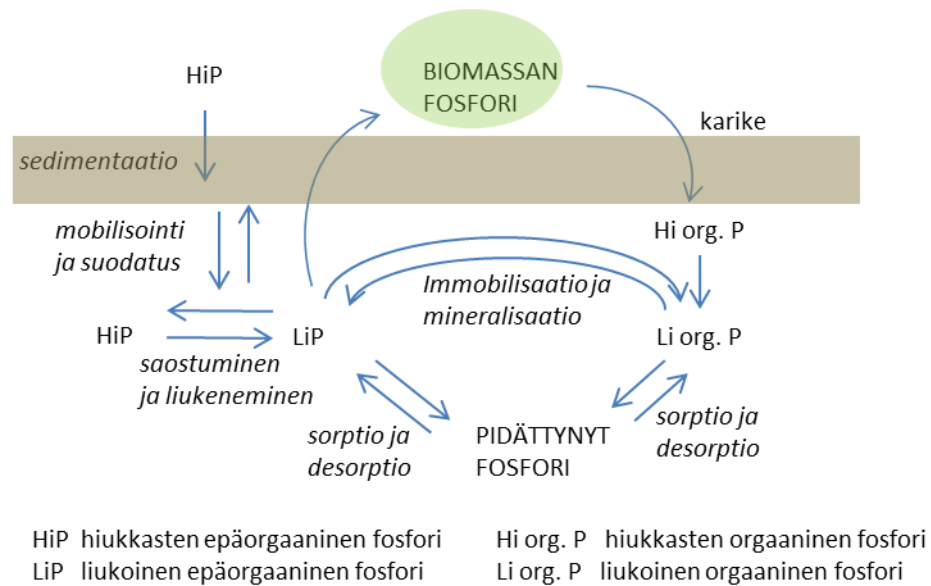 HiP
BIOMASSAN
FOSFORI
karike
sedimentaatio
mobilisointi
ja suodatus
Hi org. P
Immobilisaatio ja
mineralisaatio
HiP
LiP
Li org. P
saostuminen
ja liukeneminen
sorptio ja
desorptio
PIDÄTTYNYT
FOSFORI
sorptio ja
desorptio
HiP hiukkasten epäorgaaninen fosfori
LiP liukoinen epäorgaaninen fosfori
Hi org. P hiukkasten orgaaninen fosfori
Li org. P liukoinen orgaaninen fosfori